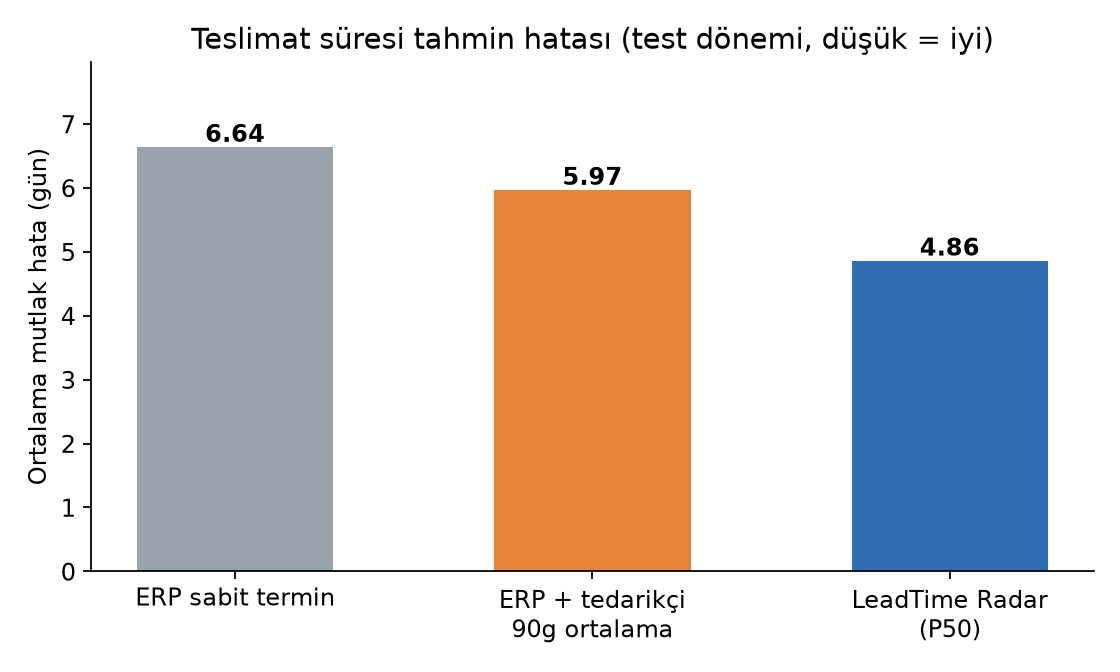 Teslimat süresi tahmin hatası (test dönemi, düşük = iyi)
Ortalama mutlak hata (gün)
7
6
5
4
3
2
1
0
6.64
5.97
4.86
ERP sabit termin
ERP + tedarikçi
90g ortalama
LeadTime Radar
(P50)